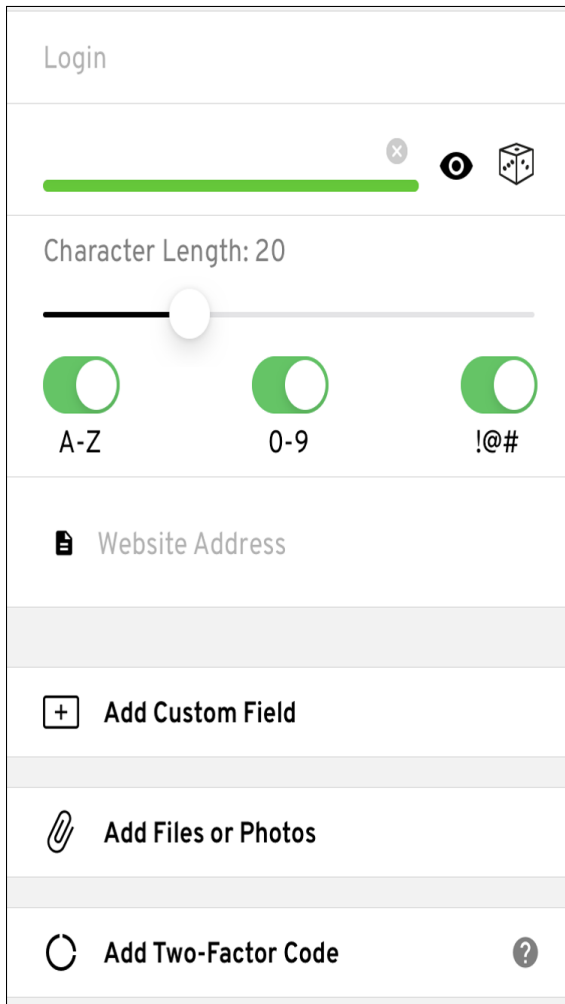 Login
Character Length: 20
A-Z
0-9
!@#
Website Address
Add Custom Field
Add Files or Photos
Add Two-Factor Code
?